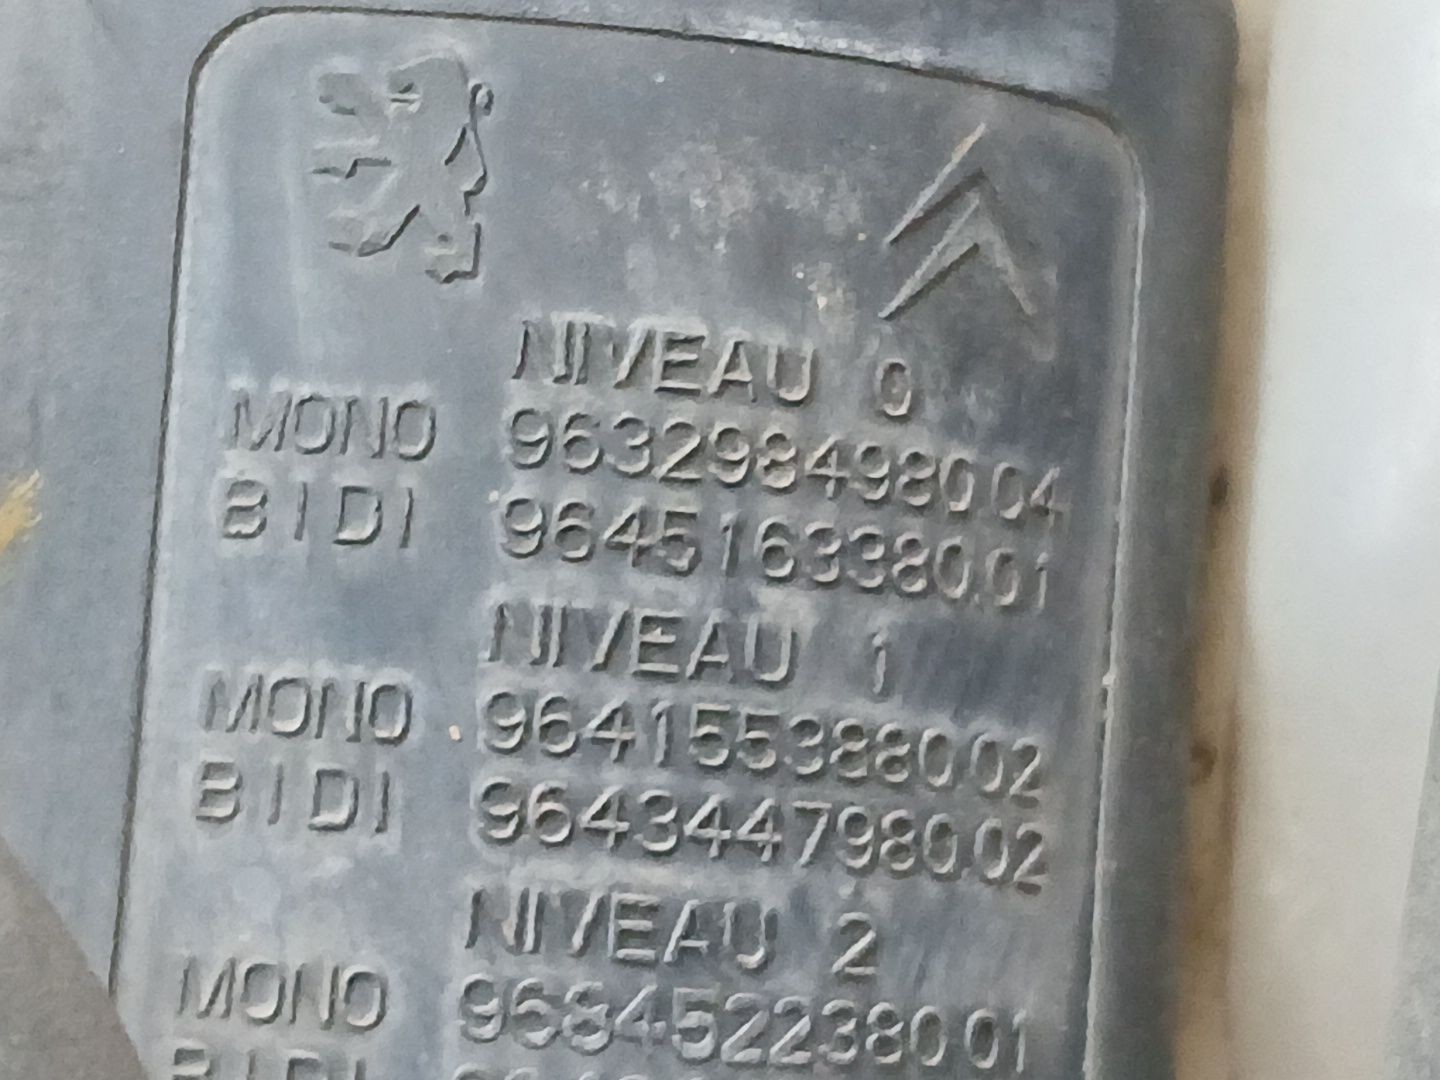 NIVEAU 0
MONO 9632984980 04
BIDI 9645163380 01
NIVEAU 1
MONO 9641553880 02
BIDI 9643447980 02
NIVEAU 2
MONO 9684522380 01
BIDI